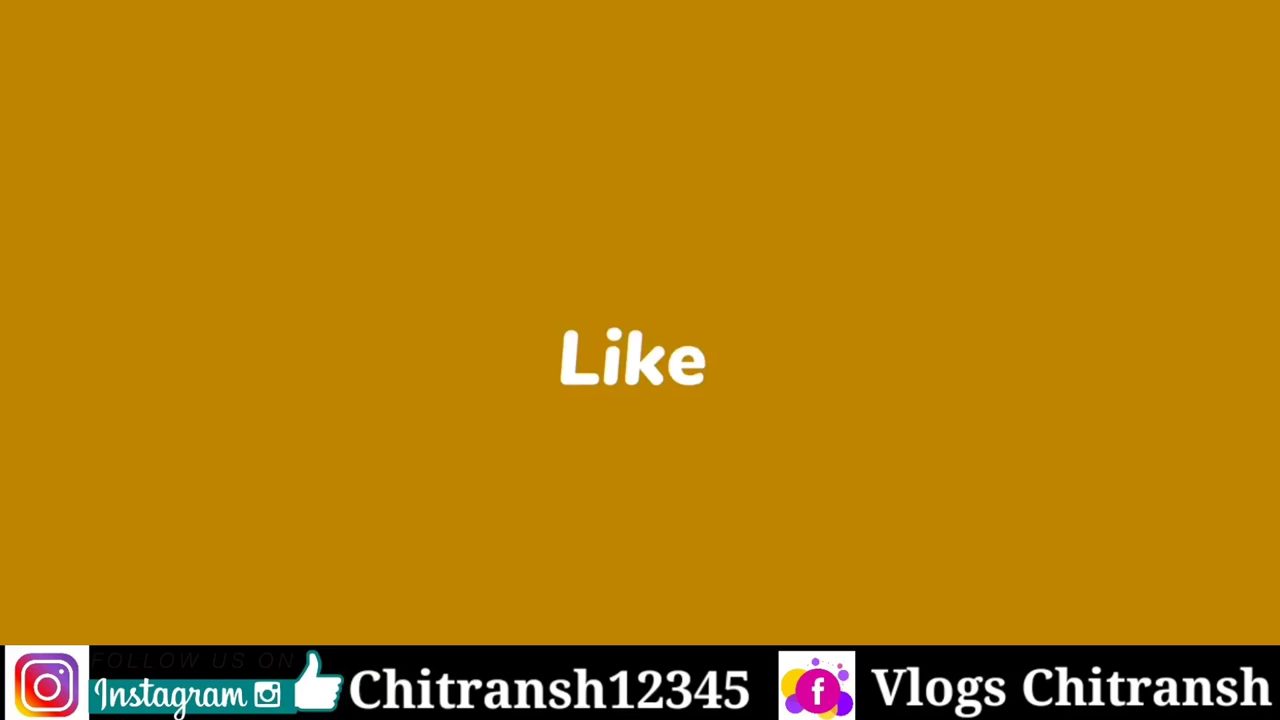 Like
FOLLOW US ON
Instagram
Chitransh12345
f
Vlogs Chitransh